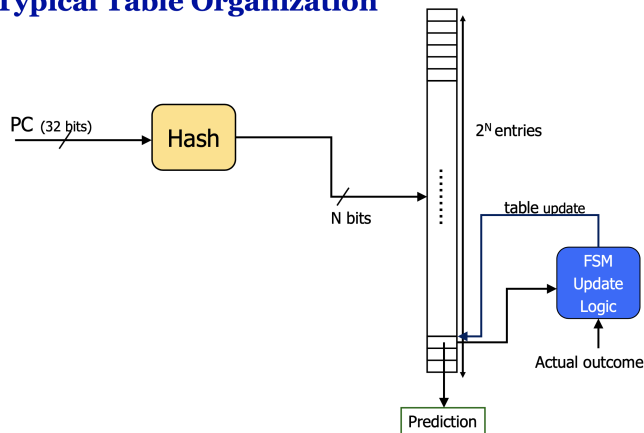 Typical Table Organization
PC (32 bits)
Hash
2N entries
N bits
table update
FSM
Update
Logic
Actual outcome
Prediction